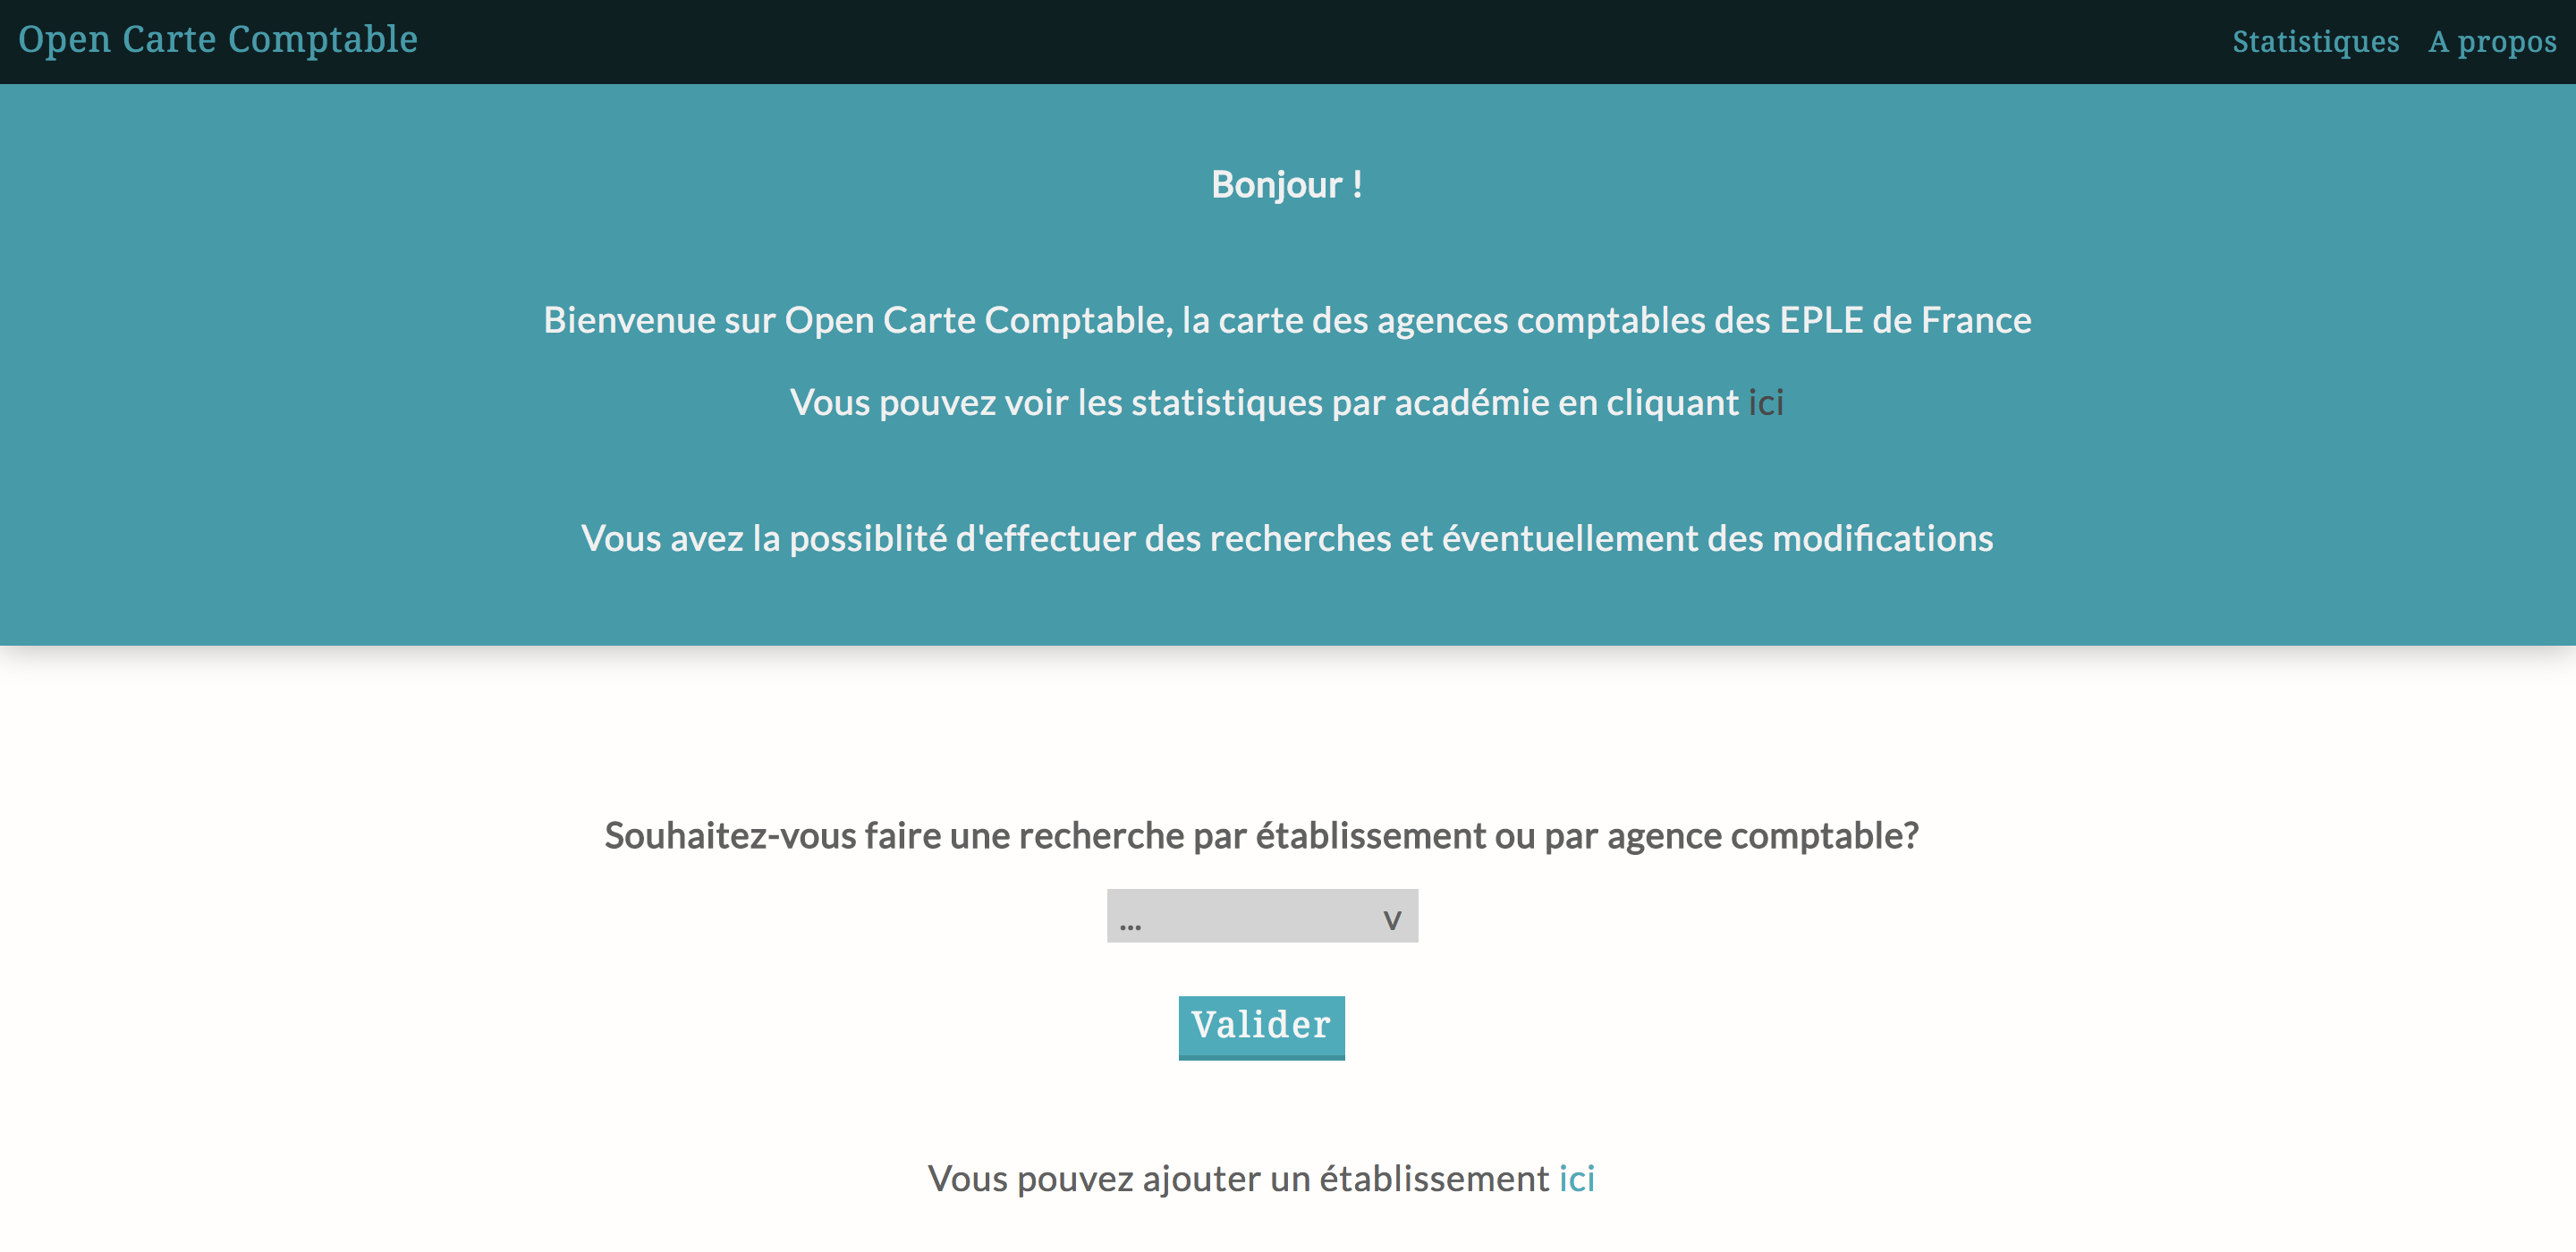 Open Carte Comptable
Statistiques A propos
Bonjour !
Bienvenue sur Open Carte Comptable, la carte des agences comptables des EPLE de France
Vous pouvez voir les statistiques par académie en cliquant ici
Vous avez la possiblité d'effectuer des recherches et éventuellement des modifications
Souhaitez-vous faire une recherche par établissement ou par agence comptable?
... v
Valider
Vous pouvez ajouter un établissement ici